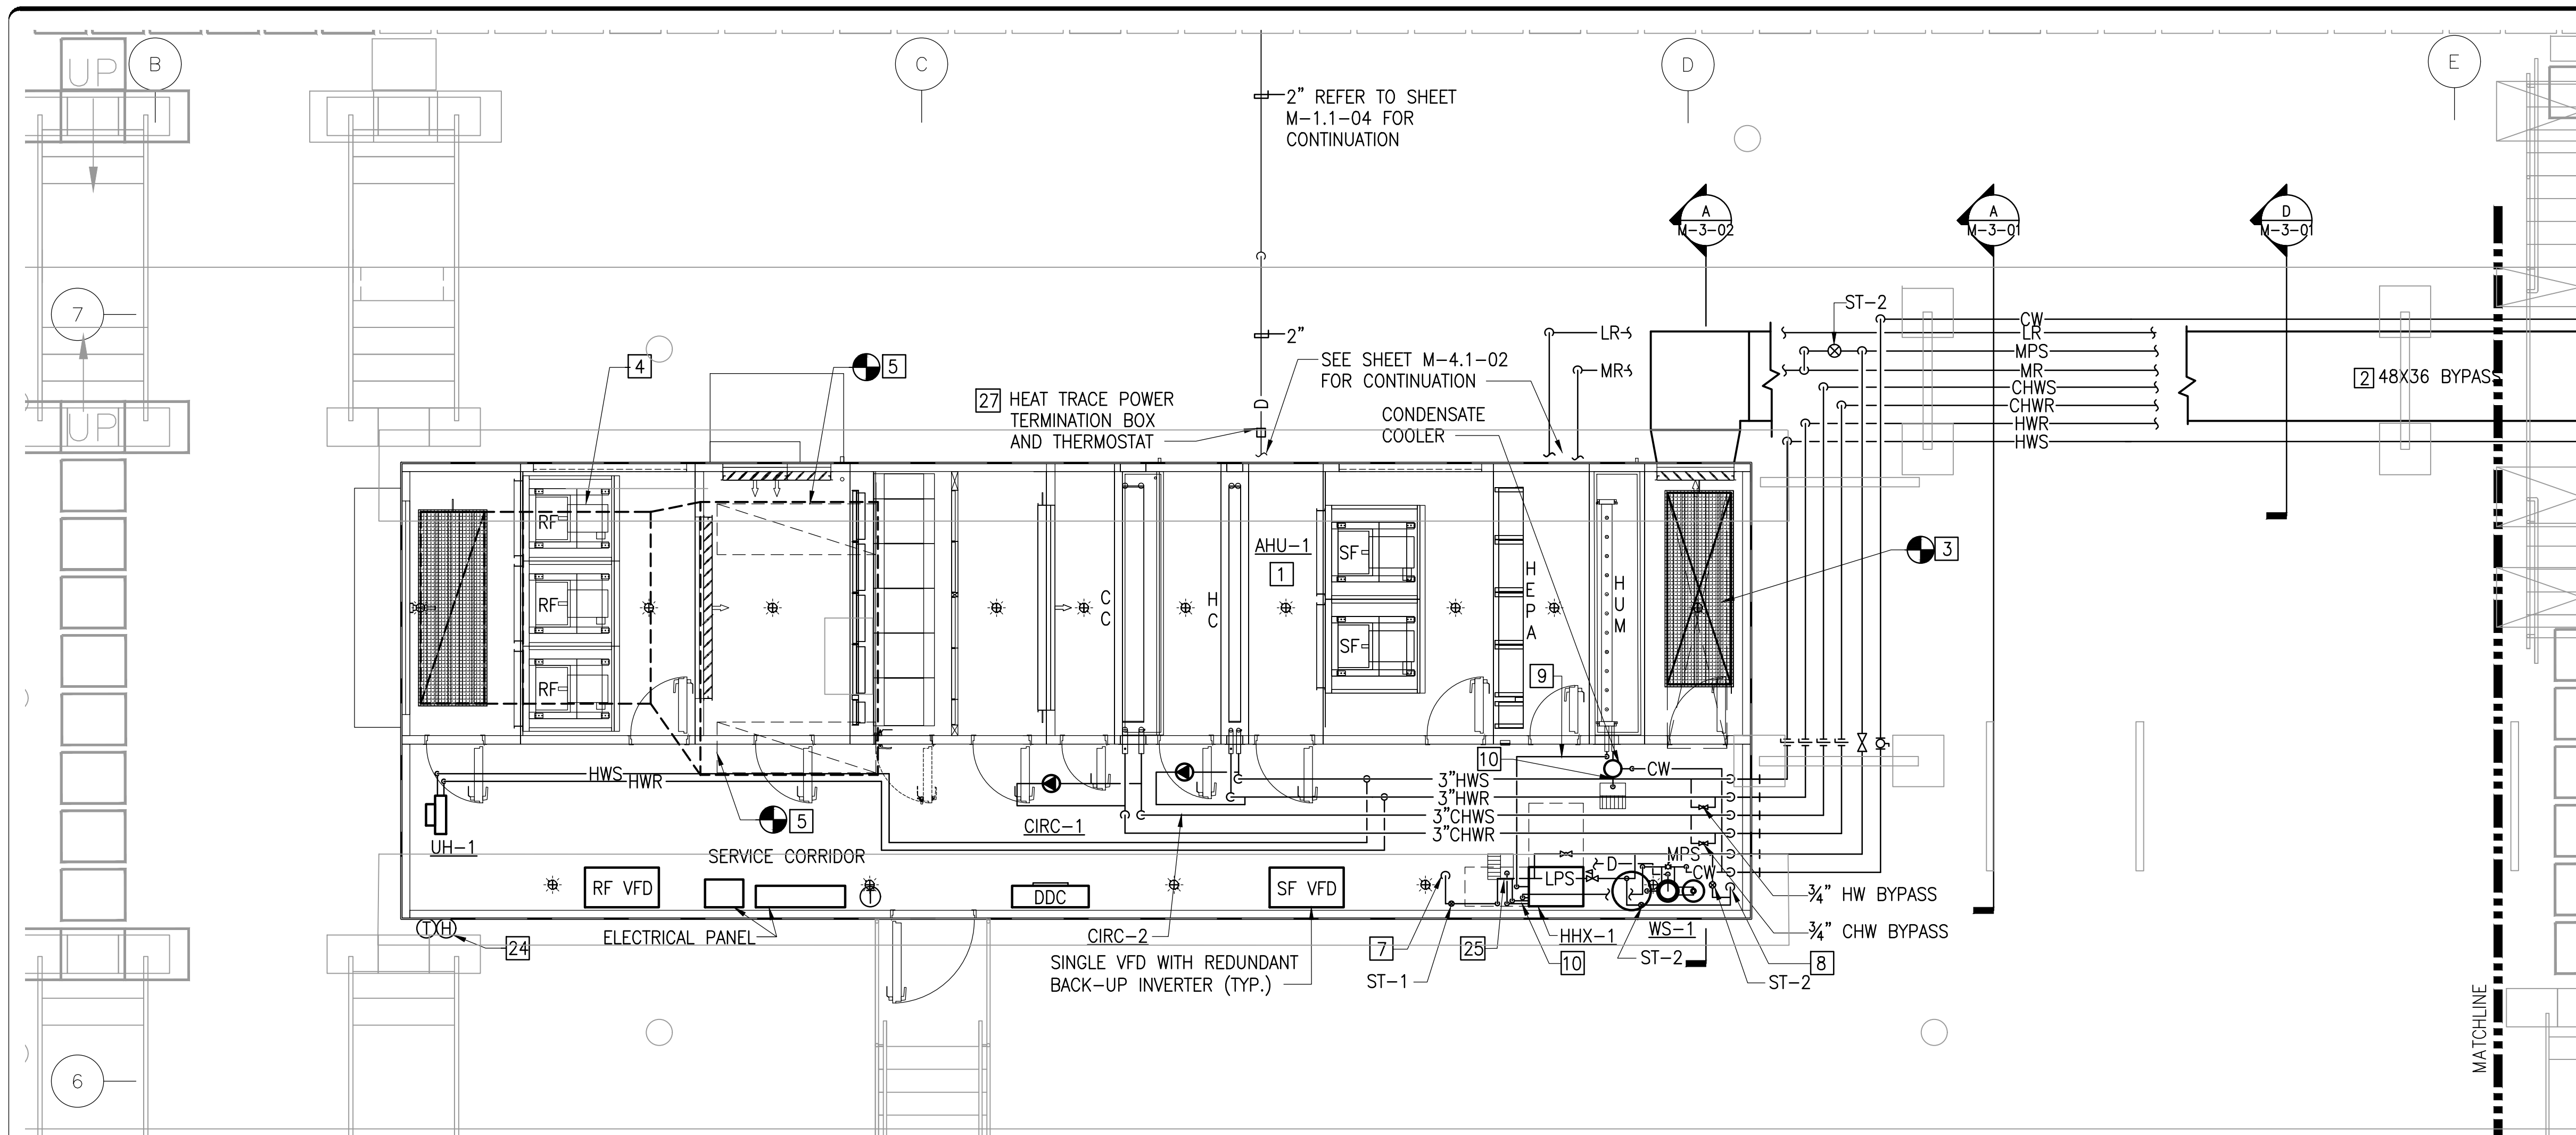 UP
B
C
D
E
2” REFER TO SHEET
M-1.1-04 FOR
CONTINUATION
A
M-3-02
A
M-3-01
D
M-3-01
7
ST-2
2”
LR
CW
LR
MPS
MR
MR
CHWS
CHWR
HWR
HWS
2 48X36 BYPASS
4
5
SEE SHEET M-4.1-02
FOR CONTINUATION
27 HEAT TRACE POWER
TERMINATION BOX
AND THERMOSTAT
D
CONDENSATE
COOLER
UP
RF
RF
RF
AHU-1
1
SF
SF
CC
HC
HEPA
HUM
3
9
10
HWS
HWR
CW
3”HWS
3”HWR
3”CHWS
3”CHWR
5
CIRC-1
UH-1
SERVICE CORRIDOR
MPS
D
CW
RF VFD
T
DDC
SF VFD
LPS
¾” HW BYPASS
T H
24
ELECTRICAL PANEL
CIRC-2
7
25
HHX-1
WS-1
¾” CHW BYPASS
SINGLE VFD WITH REDUNDANT
BACK-UP INVERTER (TYP.)
ST-1
10
ST-2
8
ST-2
MATCHLINE
6